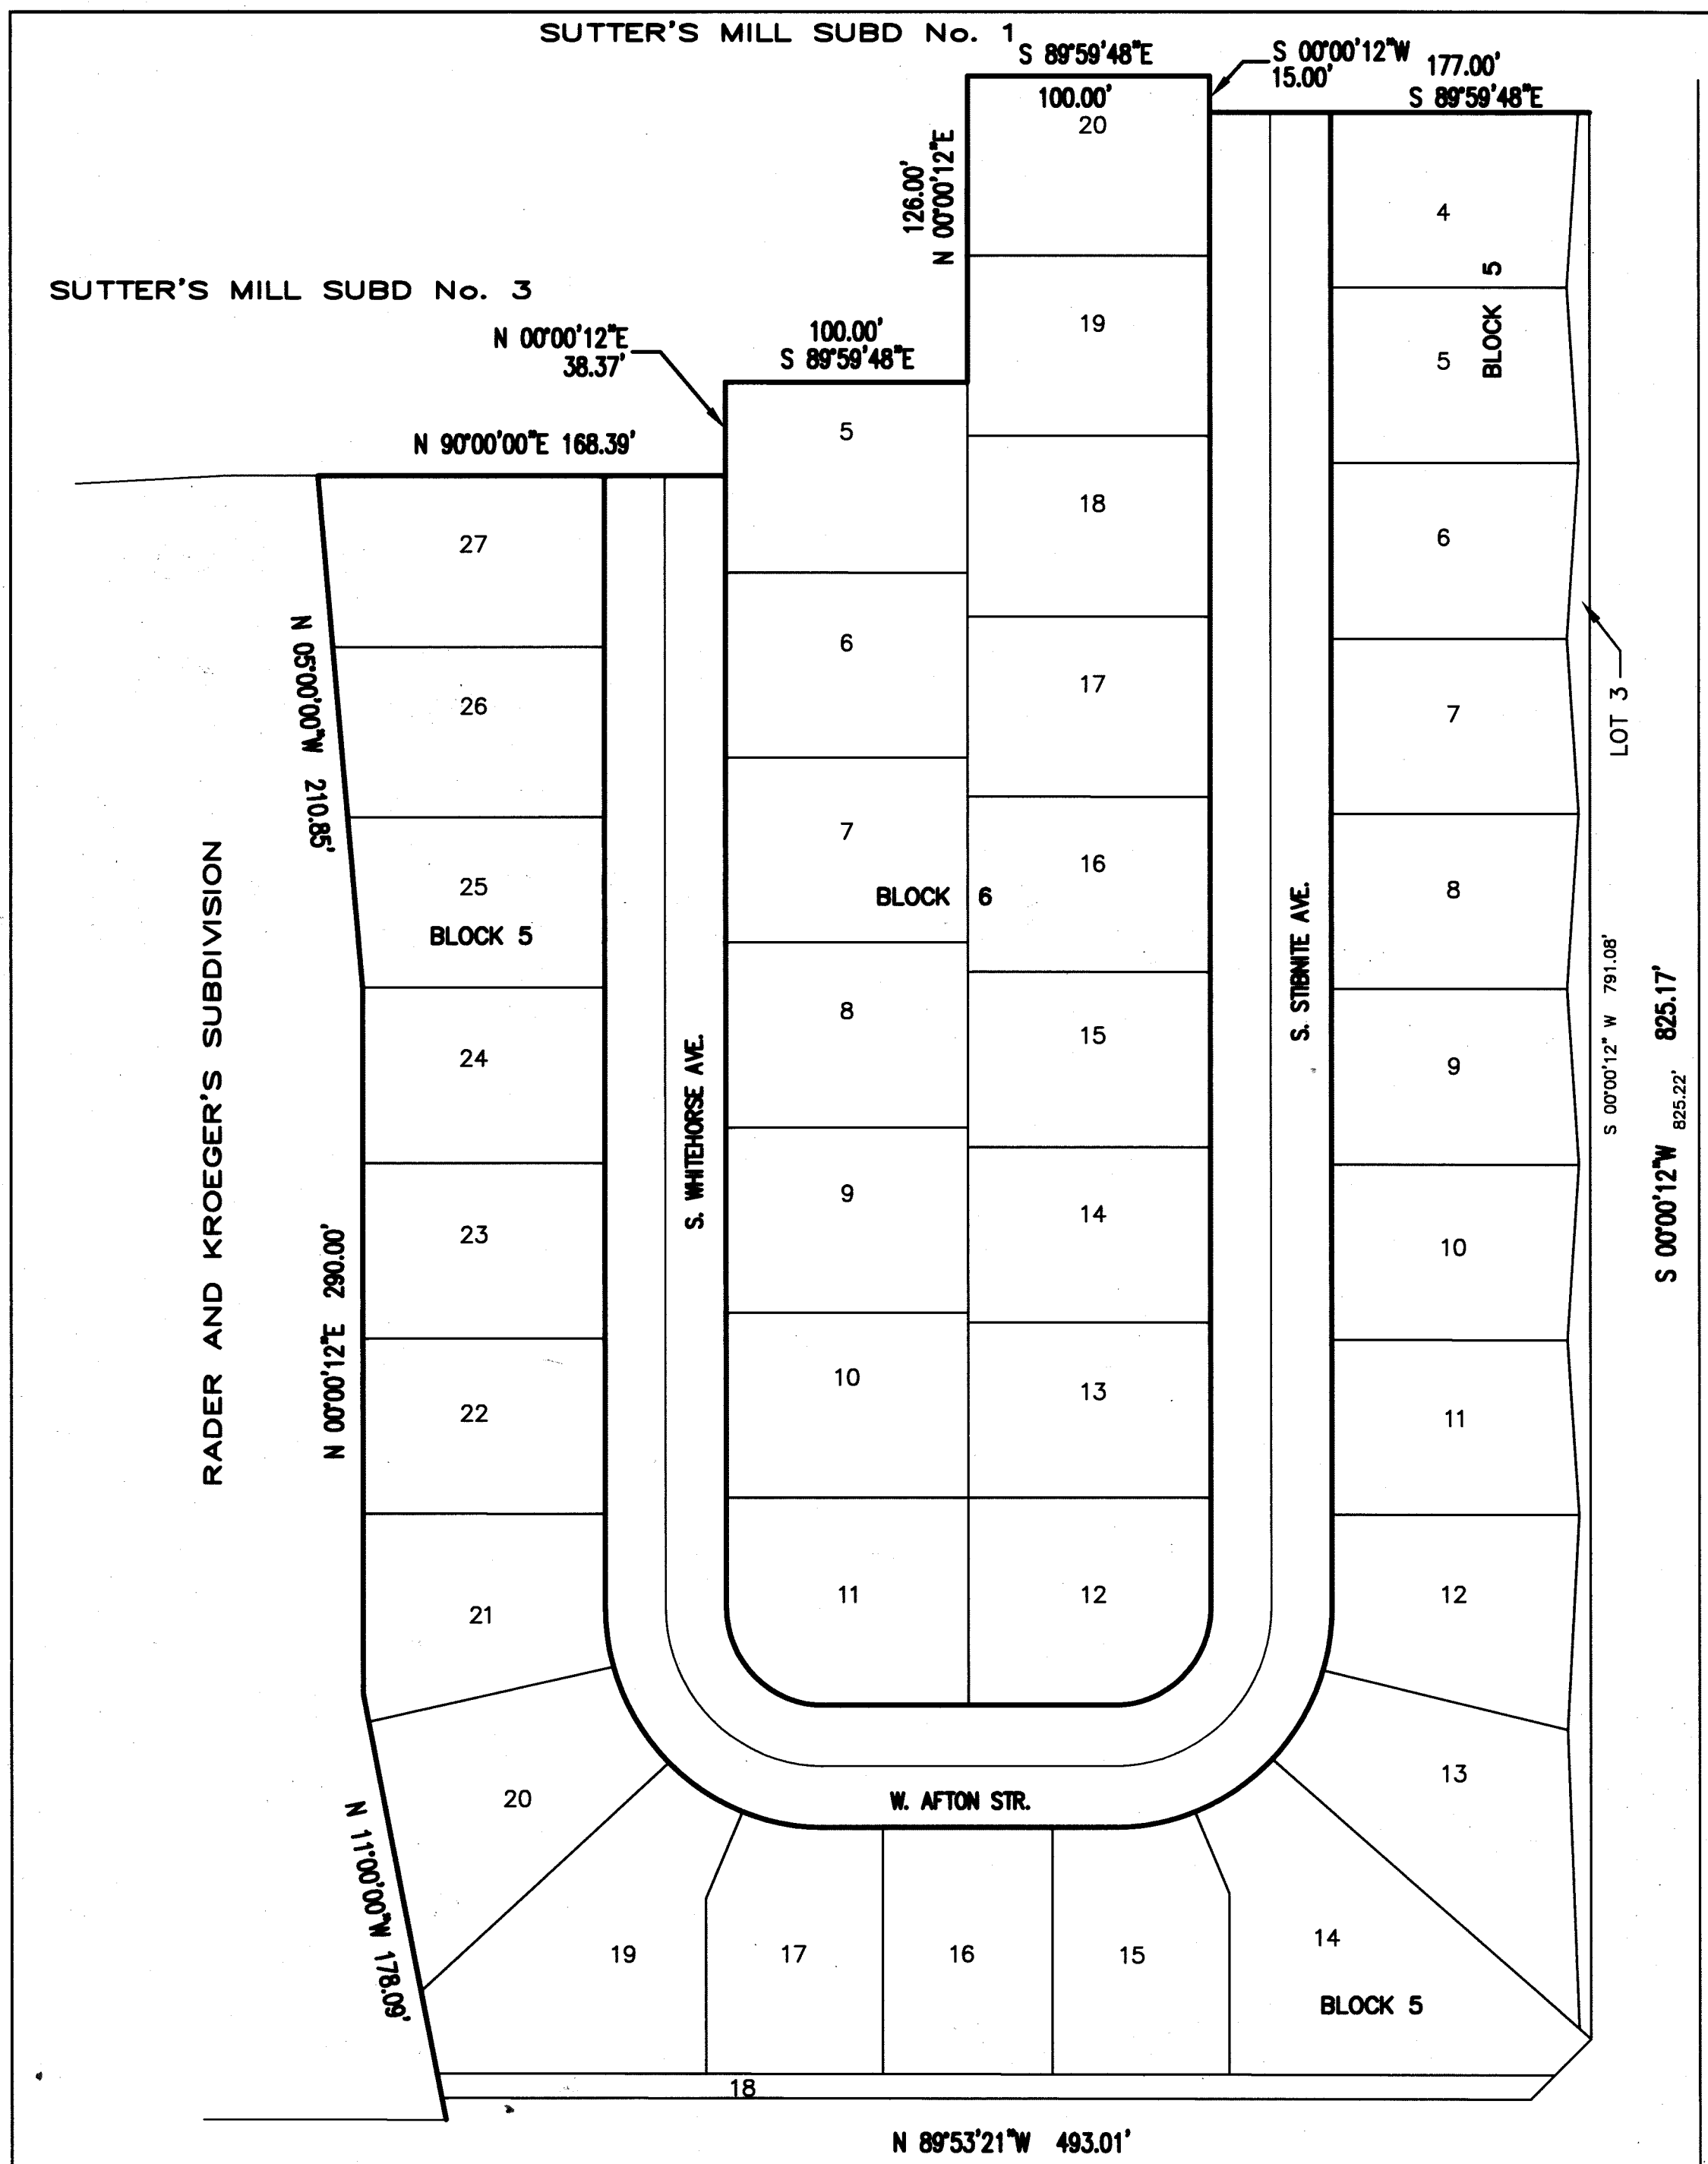 SUTTER'S MILL SUBD No. 1
S 89°59'48"E
100.00'
S 00°00'12"W
15.00'
177.00'
S 89°59'48"E
20
126.00'
N 00°00'12"E
4
BLOCK 5
SUTTER'S MILL SUBD No. 3
N 00°00'12"E
38.37'
100.00'
S 89°59'48"E
19
5
N 90°00'00"E 168.39'
5
18
6
27
N 05°00'00"W 210.85'
6
17
7
LOT 3
26
7
16
8
25
BLOCK 5
BLOCK 6
S. STIBNITE AVE.
S 00°00'12" W 791.08'
S 00°00'12"W 825.17'
825.22'
RADER AND KROEGER'S SUBDIVISION
24
S. WHITEHORSE AVE.
8
15
9
23
9
14
10
N 00°00'12"E 290.00'
22
10
13
11
21
11
12
12
20
W. AFTON STR.
13
N 11°00'00"W 178.09'
19
17
16
15
14
BLOCK 5
18
N 89°53'21"W 493.01'